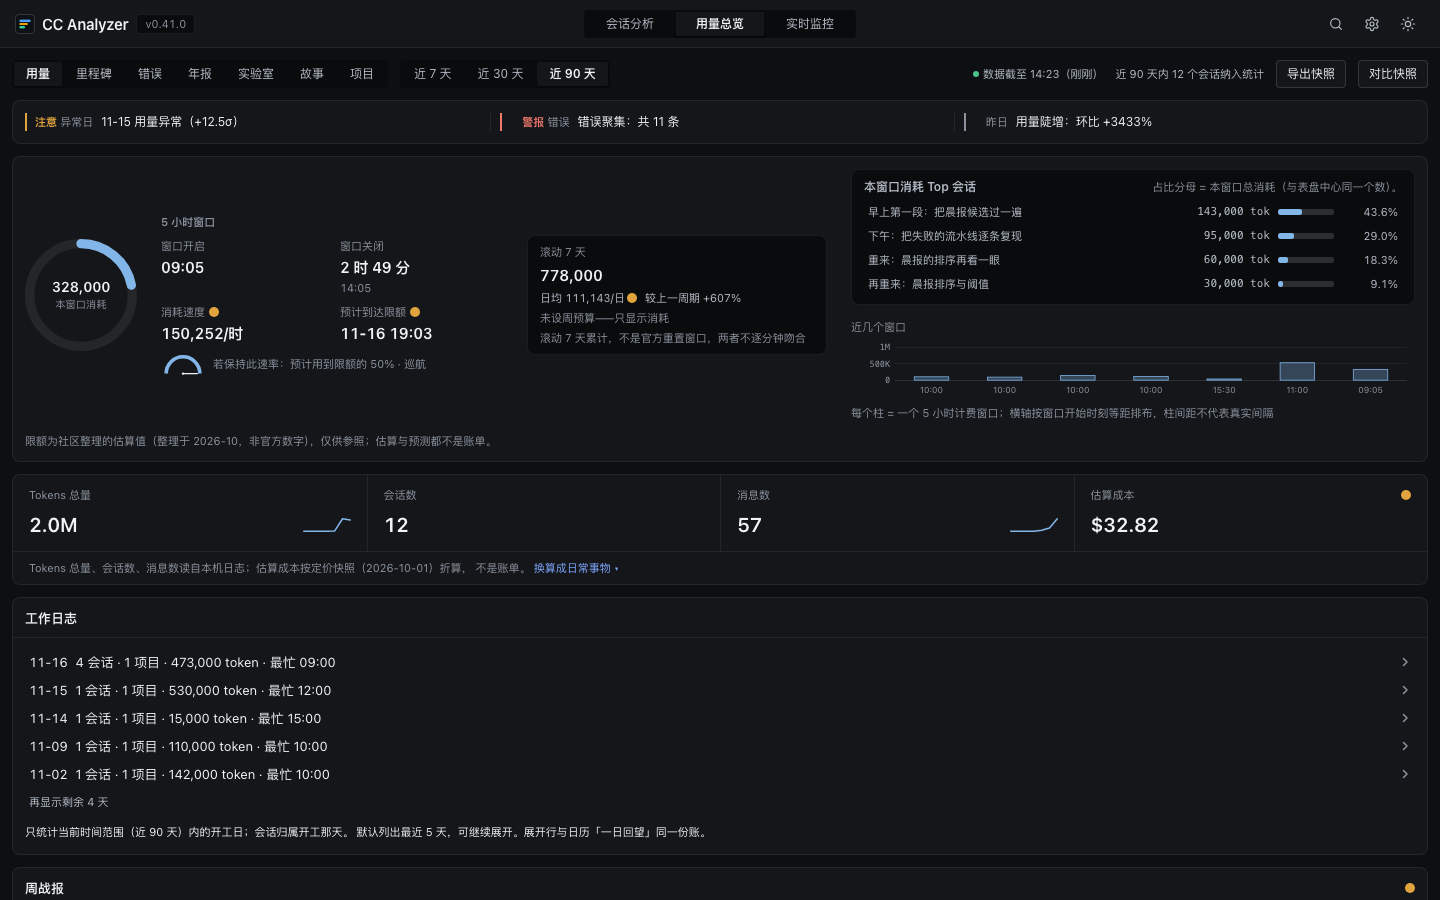 CC Analyzer v0.41.0
会话分析 用量总览 实时监控
用量 里程碑 错误 年报 实验室 故事 项目 近 7 天 近 30 天 近 90 天
数据截至 14:23（刚刚） 近 90 天内 12 个会话纳入统计 导出快照 对比快照
注意 异常日 11-15 用量异常（+12.5σ）
警报 错误 错误聚集：共 11 条
昨日 用量陡增：环比 +3433%
328,000
本窗口消耗
5 小时窗口
窗口开启
09:05
窗口关闭
2 时 49 分
14:05
消耗速度
150,252/时
预计到达限额
11-16 19:03
若保持此速率：预计用到限额的 50% · 巡航
滚动 7 天
778,000
日均 111,143/日 较上一周期 +607%
未设周预算——只显示消耗
滚动 7 天累计，不是官方重置窗口，两者不逐分钟吻合
限额为社区整理的估算值（整理于 2026-10，非官方数字），仅供参照；估算与预测都不是账单。
本窗口消耗 Top 会话 占比分母 = 本窗口总消耗（与表盘中心同一个数）。
早上第一段：把晨报候选过一遍 143,000 tok 43.6%
下午：把失败的流水线逐条复现 95,000 tok 29.0%
重来：晨报的排序再看一眼 60,000 tok 18.3%
再重来：晨报排序与阈值 30,000 tok 9.1%
近几个窗口
1M
500K
0
10:00 10:00 10:00 10:00 15:30 11:00 09:05
每个柱 = 一个 5 小时计费窗口；横轴按窗口开始时刻等距排布，柱间距不代表真实间隔
Tokens 总量
2.0M
会话数
12
消息数
57
估算成本
$32.82
Tokens 总量、会话数、消息数读自本机日志；估算成本按定价快照（2026-10-01）折算， 不是账单。 换算成日常事物
工作日志
11-16 4 会话 · 1 项目 · 473,000 token · 最忙 09:00
11-15 1 会话 · 1 项目 · 530,000 token · 最忙 12:00
11-14 1 会话 · 1 项目 · 15,000 token · 最忙 15:00
11-09 1 会话 · 1 项目 · 110,000 token · 最忙 10:00
11-02 1 会话 · 1 项目 · 142,000 token · 最忙 10:00
再显示剩余 4 天
只统计当前时间范围（近 90 天）内的开工日；会话归属开工那天。 默认列出最近 5 天，可继续展开。展开行与日历「一日回望」同一份账。
周战报